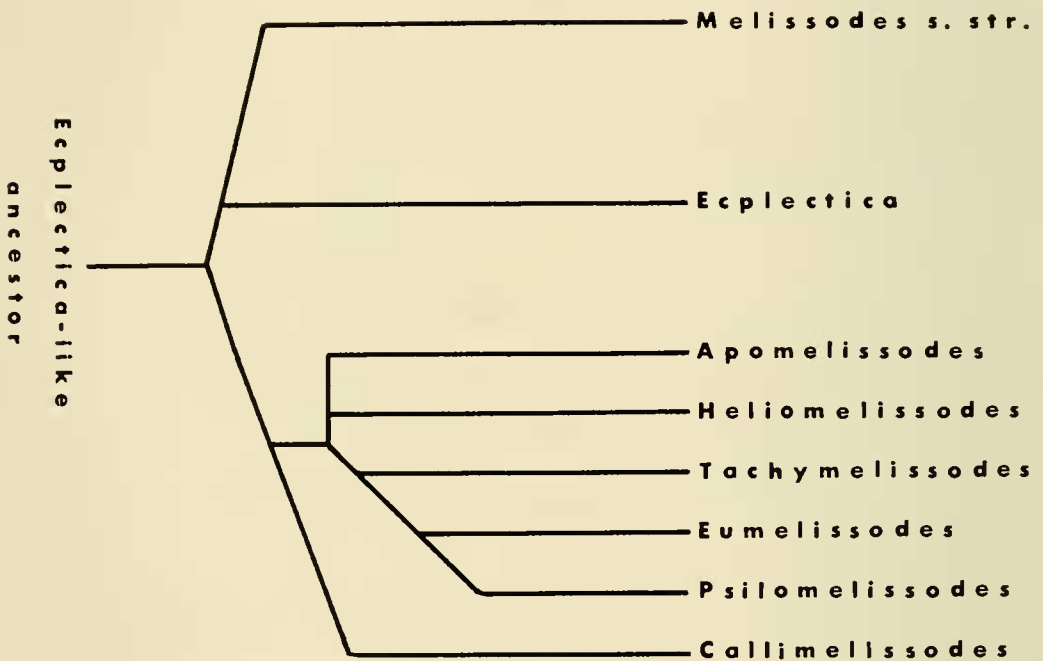 Ecplectica-like
ancestor
Melissodes s. str.
Ecplectica
Apomelissodes
Heliomelissodes
Tachymelissodes
Eumelissodes
Psilomelissodes
Callimelissodes